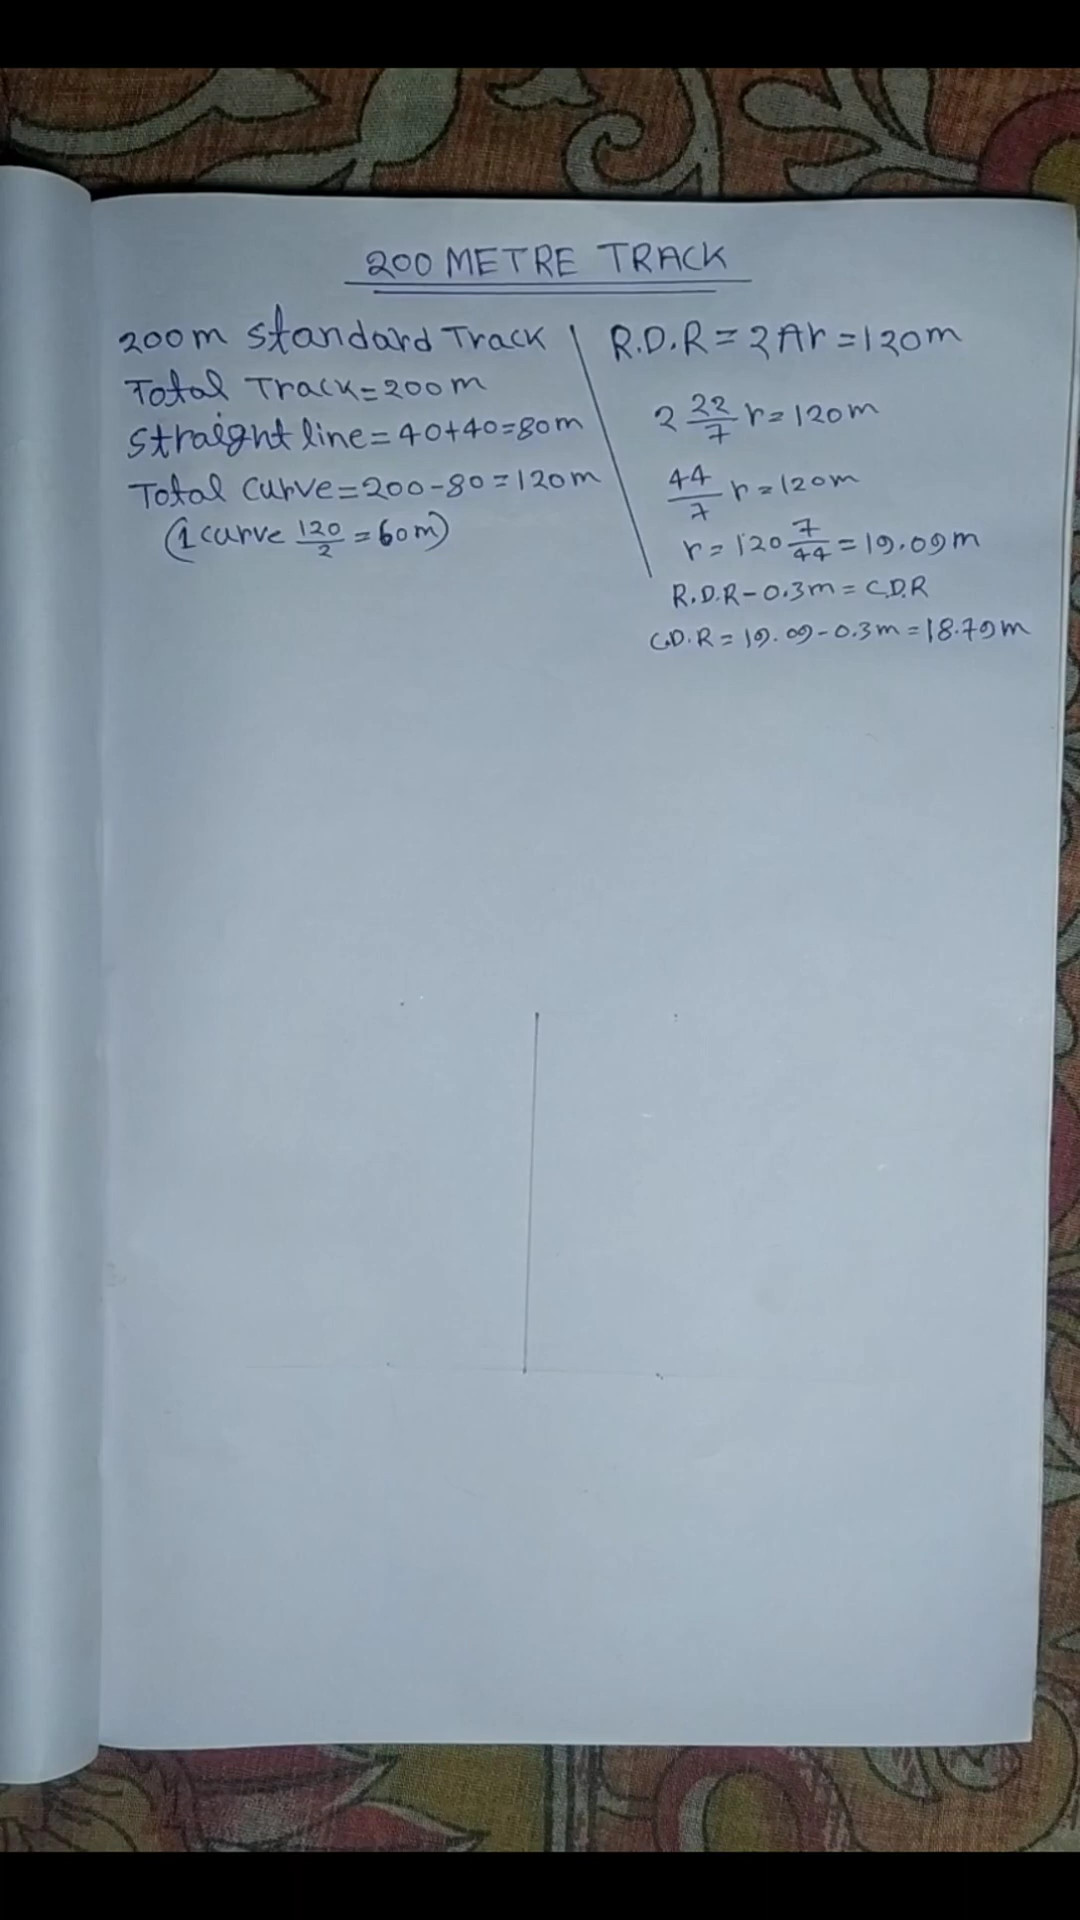 200 METRE TRACK
200m Standard Track
Total Track=200m
Straight line=40+40=80m
Total Curve=200-80=120m
(1 curve 120/2 = 60m)
R.D.R=2πr=120m
2 22/7 r=120m
44/7 r=120m
r=120 7/44=19.09m
R.D.R-0.3m=C.D.R
C.D.R=19.09-0.3m=18.79m